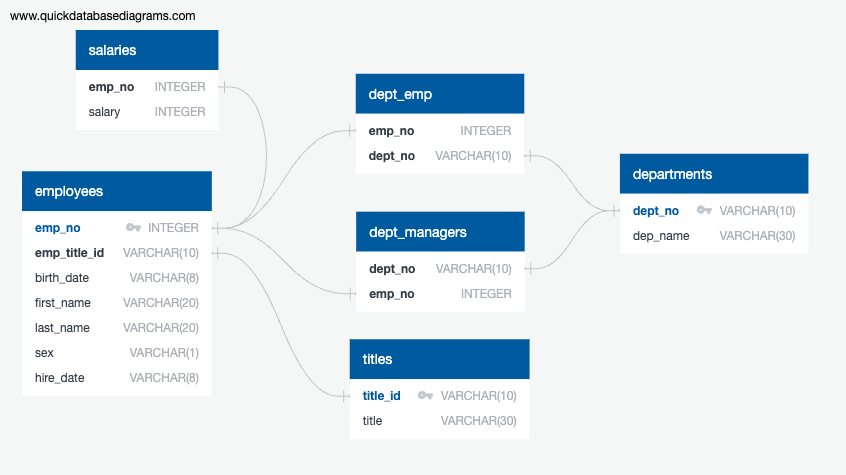 www.quickdatabasediagrams.com
salaries
emp_no INTEGER
salary INTEGER
employees
emp_no INTEGER
emp_title_id VARCHAR(10)
birth_date VARCHAR(8)
first_name VARCHAR(20)
last_name VARCHAR(20)
sex VARCHAR(1)
hire_date VARCHAR(8)
dept_emp
emp_no INTEGER
dept_no VARCHAR(10)
dept_managers
dept_no VARCHAR(10)
emp_no INTEGER
titles
title_id VARCHAR(10)
title VARCHAR(30)
departments
dept_no VARCHAR(10)
dep_name VARCHAR(30)